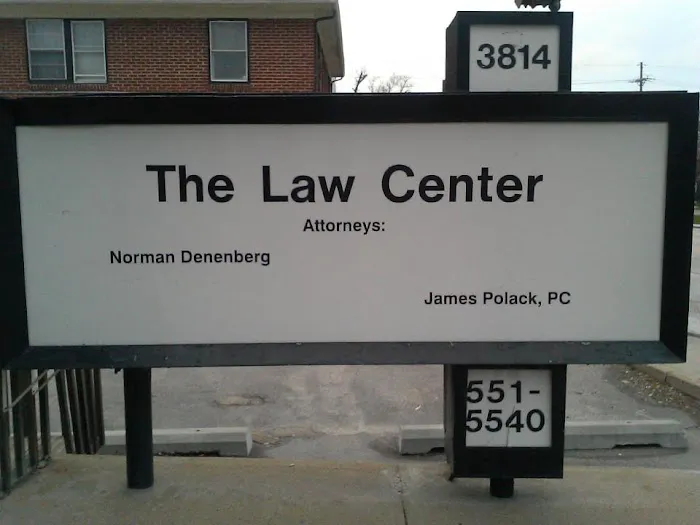 3814
The Law Center
Attorneys:
Norman Denenberg
James Polack, PC
551-
5540